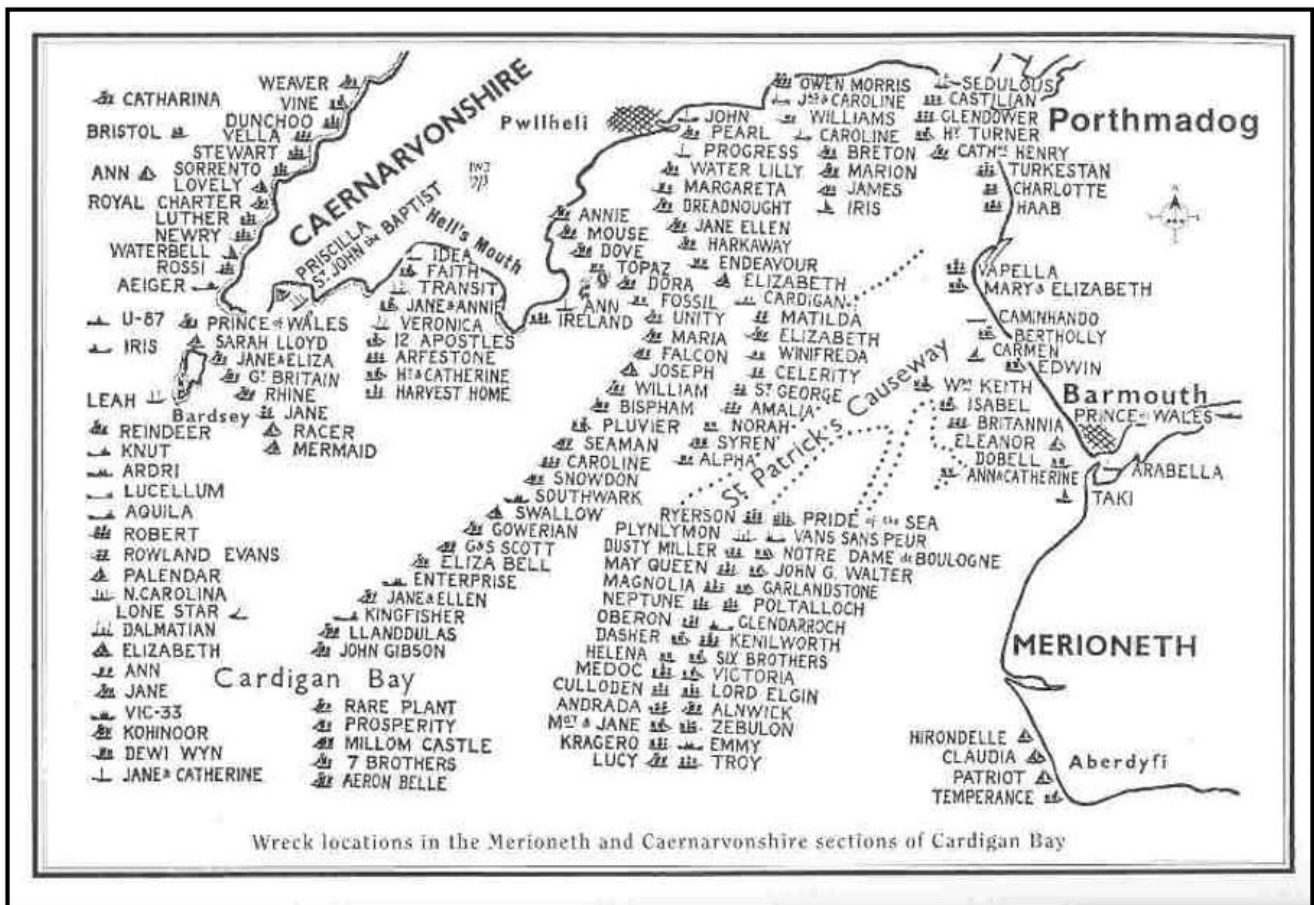 WEAVER
CATHARINA
VINE
DUNCHOO
BRISTOL
VELLA
STEWART
ANN
SORRENTO
LOVELY
ROYAL CHARTER
LUTHER
NEWRY
WATERBELL
ROSSI
AEIGER
CAERNARVONSHIRE
PRISCILLA
ST. JOHN the BAPTIST
Hell's Mouth
Pwllheli
IDEA
FAITH
TRANSIT
JANE & ANNIE
VERONICA
12 APOSTLES
ARFESTONE
HY & CATHERINE
HARVEST HOME
U-87
IRIS
PRINCE of WALES
SARAH LLOYD
JANE & ELIZA
GT BRITAIN
RHINE
JANE
RACER
MERMAID
Bardsey
LEAH
REINDEER
KNUT
ARDRI
LUCELLUM
AQUILA
ROBERT
ROWLAND EVANS
PALENDAR
N.CAROLINA
LONE STAR
DALMATIAN
ELIZABETH
ANN
JANE
VIC-33
KOHINOOR
DEWI WYN
JANE & CATHERINE
OWEN MORRIS
JAS & CAROLINE
JOHN
WILLIAMS
PEARL
CAROLINE
PROGRESS
BRETON
WATER LILLY
MARION
MARGARETA
JAMES
DREADNOUGHT
IRIS
ANNIE
JANE ELLEN
MOUSE
HARKAWAY
DOVE
ENDEAVOUR
TOPAZ
DORA
ELIZABETH
ANN
FOSSIL
CARDIGAN
IRELAND
UNITY
MATILDA
MARIA
ELIZABETH
FALCON
WINIFREDA
JOSEPH
CELERITY
WILLIAM
ST GEORGE
BISPHAM
AMALIA
PLUVIER
NORAH
SEAMAN
SYREN
CAROLINE
ALPHA
SNOWDON
SOUTHWARK
SWALLOW
GOWERIAN
G&S SCOTT
ELIZA BELL
ENTERPRISE
JANE & ELLEN
KINGFISHER
LLANDDULAS
JOHN GIBSON
Cardigan Bay
RARE PLANT
PROSPERITY
MILLOM CASTLE
7 BROTHERS
AERON BELLE
St. Patrick's Causeway
RYERSON PRIDE of the SEA
PLYNLYMON VANS SANS PEUR
DUSTY MILLER NOTRE DAME de BOULOGNE
MAY QUEEN JOHN G. WALTER
MAGNOLIA GARLANDSTONE
NEPTUNE POLTALLOCH
OBERON GLENDARROCH
DASHER KENILWORTH
HELENA SIX BROTHERS
MEDOC VICTORIA
CULLODEN LORD ELGIN
ANDRADA ALNWICK
MGT & JANE ZEBULON
KRAGERO EMMY
LUCY TROY
SEDULOUS
CASTILIAN
GLENDOWER
HY TURNER
CATHNE HENRY
Porthmadog
TURKESTAN
CHARLOTTE
HAAB
VAPELLA
MARY & ELIZABETH
CAMINHANDO
BERTHOLLY
CARMEN
EDWIN
WM KEITH
ISABEL
BRITANNIA
ELEANOR
DOBELL
ANN & CATHERINE
Barmouth
PRINCE of WALES
ARABELLA
TAKI
MERIONETH
HIRONDELLE
CLAUDIA
PATRIOT
TEMPERANCE
Aberdyfi
Wreck locations in the Merioneth and Caernarvonshire sections of Cardigan Bay